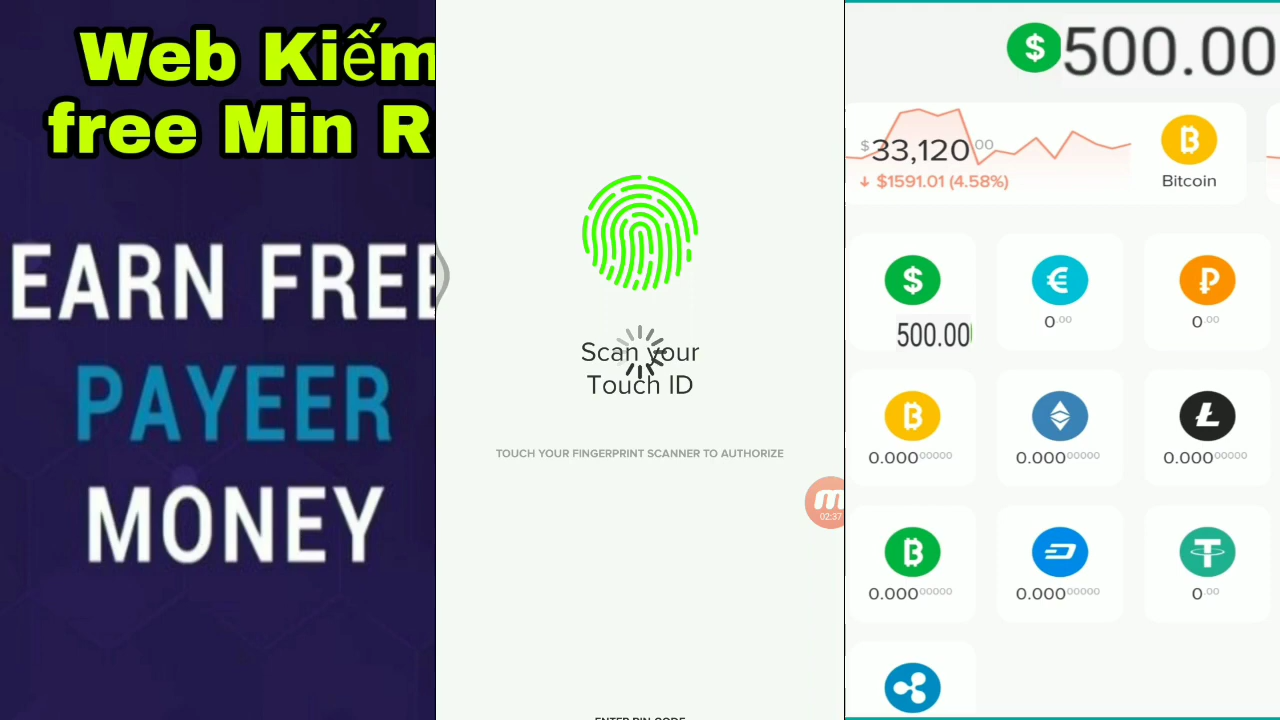 Web Kiếm
free Min R
EARN FREE
PAYEER
MONEY
Scan your
Touch ID
TOUCH YOUR FINGERPRINT SCANNER TO AUTHORIZE
02:37
$ 500.00
$33,120.00
↓ $1591.01 (4.58%)
Bitcoin
500.00
0.00
0.00
0.00000000
0.00000000
0.00000000
0.00000000
0.00000000
0.00